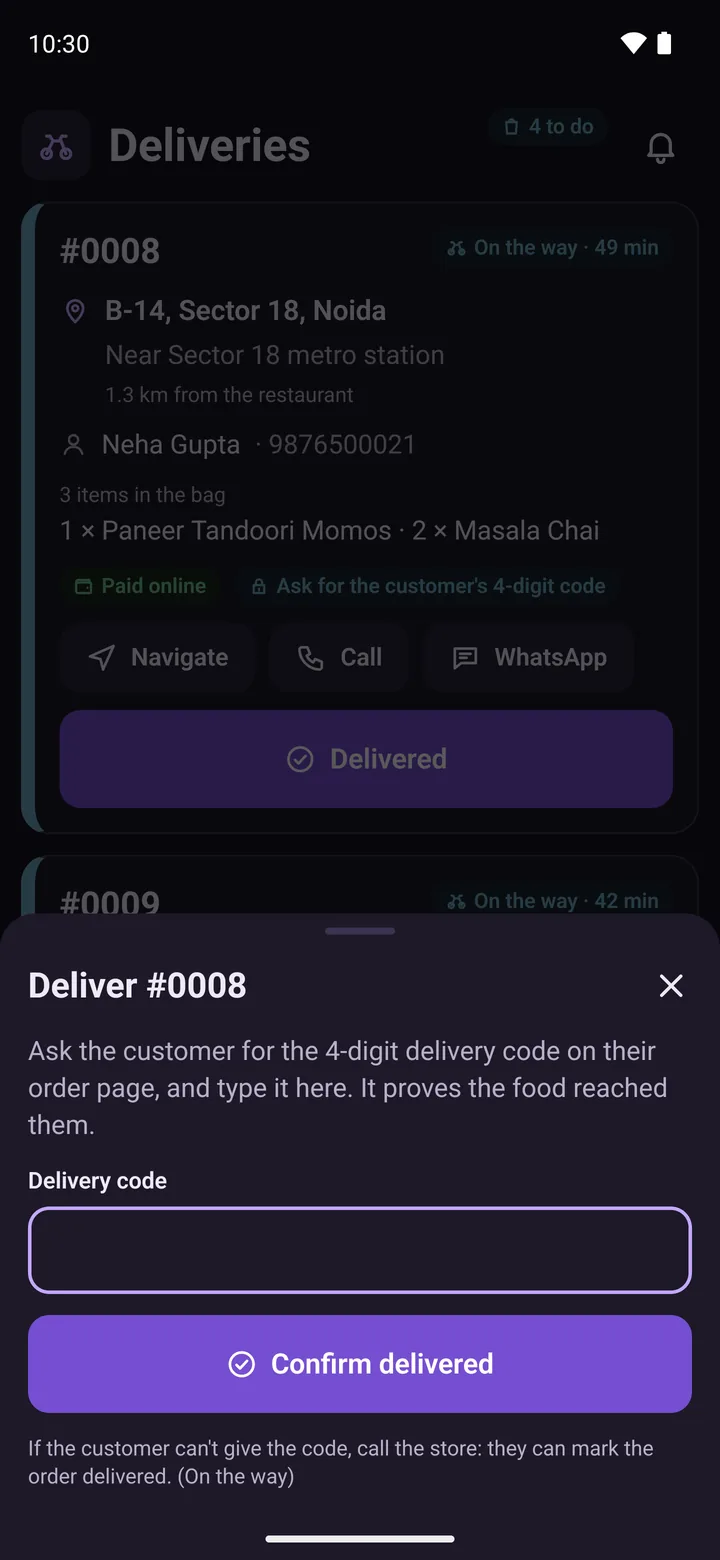 10:30
Deliveries
4 to do
#0008
On the way · 49 min
B-14, Sector 18, Noida
Near Sector 18 metro station
1.3 km from the restaurant
Neha Gupta · 9876500021
3 items in the bag
1 × Paneer Tandoori Momos · 2 × Masala Chai
Paid online
Ask for the customer's 4-digit code
Navigate
Call
WhatsApp
Delivered
#0009
On the way · 42 min
Deliver #0008
Ask the customer for the 4-digit delivery code on their
order page, and type it here. It proves the food reached
them.
Delivery code
Confirm delivered
If the customer can't give the code, call the store: they can mark the
order delivered. (On the way)